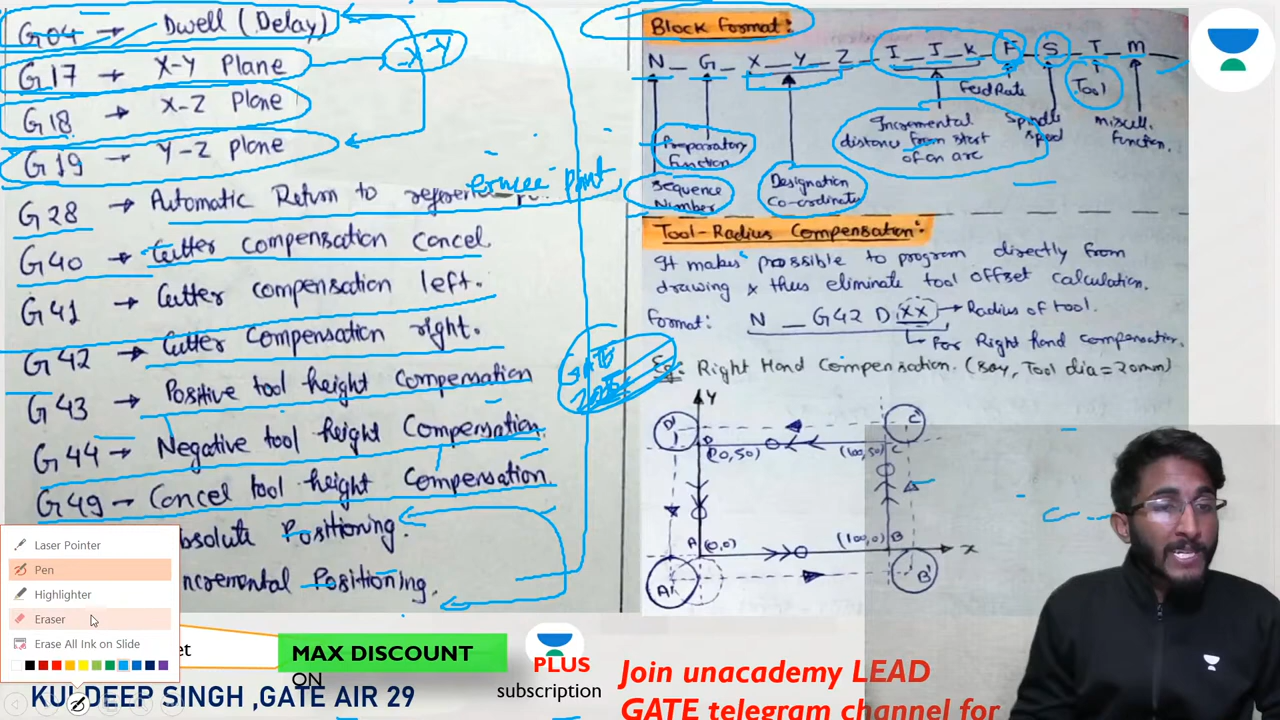 G04 → Dwell (Delay)
X-Y
G17 → X-Y Plane
G18 → X-Z Plane
G19 → Y-Z plane
G28 → Automatic Return to point
G40 → Cutter compensation cancel.
G41 → Cutter compensation left.
G42 → Cutter compensation right.
G43 → Positive tool height Compensation
G44 → Negative tool height Compensation.
G49 → Cancel tool height Compensation.
bsolute Positioning.
ncremental Positioning.
Block Format:
N _ G _ X _ Y _ Z _ I _ J _ K _ F _ S _ T _ M _
FeedRate
Tool
Preparatory Function
Incremental distance from start of an arc
Spindle speed
miscell. function.
Sequence Number
Designation Co-ordinate
Tool-Radius Compensation:
It makes possible to program directly from
drawing & thus eliminate tool offset calculation.
Format: N _ G42 D XX → Radius of tool.
For Right hand compensation.
Eg: Right Hand Compensation. (Say, Tool dia = 20mm)
Y
D' C'
D (0,50) (100,50) C
A (0,0) (100,0) B X
A' B'
Laser Pointer
Pen
Highlighter
Eraser
Erase All Ink on Slide
et
MAX DISCOUNT
ON
PLUS
subscription
KULDEEP SINGH ,GATE AIR 29
Join unacademy LEAD
GATE telegram channel for